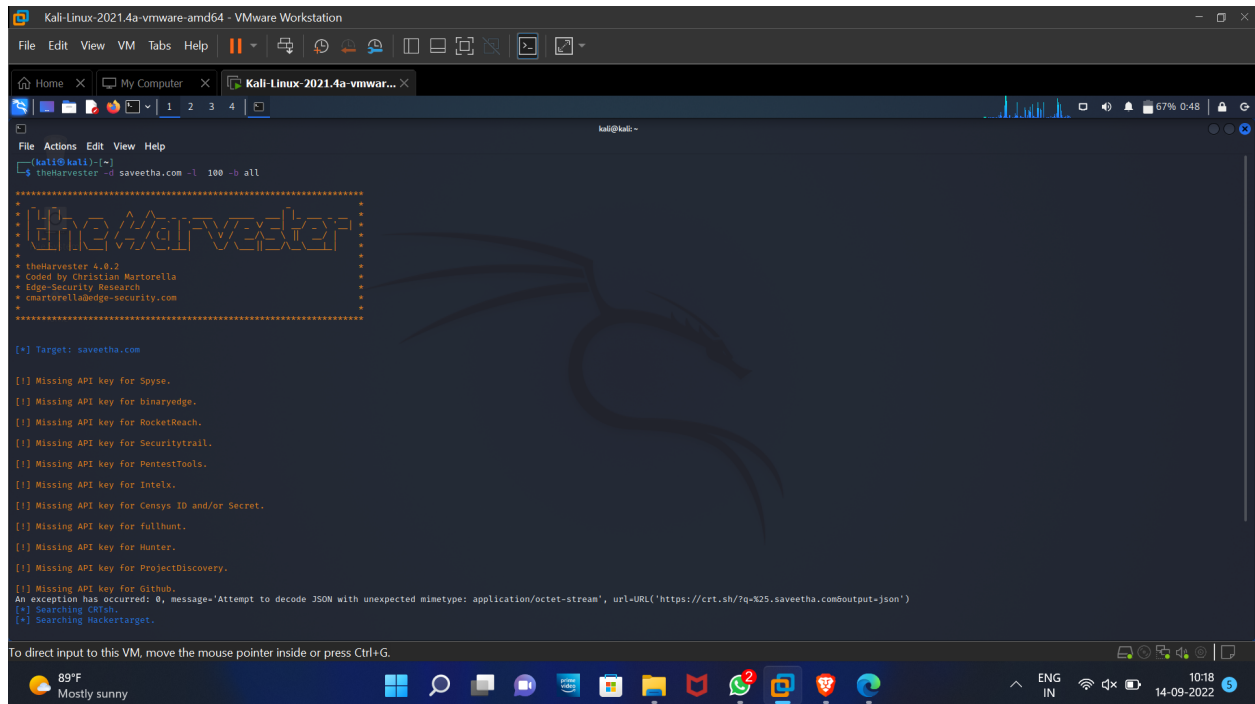 Kali-Linux-2021.4a-vmware-amd64 - VMware Workstation
File Edit View VM Tabs Help
Home
My Computer
Kali-Linux-2021.4a-vmwar...
1 2 3 4
67% 0:48
kali@kali: ~
File Actions Edit View Help
(kali㉿kali)-[~]
$ theHarvester -d saveetha.com -l 100 -b all
*******************************************************************
theHarvester
* theHarvester 4.0.2 *
* Coded by Christian Martorella *
* Edge-Security Research *
* cmartorella@edge-security.com *
* *
*******************************************************************
[*] Target: saveetha.com
[!] Missing API key for Spyse.
[!] Missing API key for binaryedge.
[!] Missing API key for RocketReach.
[!] Missing API key for Securitytrail.
[!] Missing API key for PentestTools.
[!] Missing API key for Intelx.
[!] Missing API key for Censys ID and/or Secret.
[!] Missing API key for fullhunt.
[!] Missing API key for Hunter.
[!] Missing API key for ProjectDiscovery.
[!] Missing API key for Github.
An exception has occurred: 0, message='Attempt to decode JSON with unexpected mimetype: application/octet-stream', url=URL('https://crt.sh/?q=%25.saveetha.com&output=json')
[*] Searching CRTsh.
[*] Searching Hackertarget.
To direct input to this VM, move the mouse pointer inside or press Ctrl+G.
89°F
Mostly sunny
prime video
2
ENG
IN
10:18
14-09-2022
5